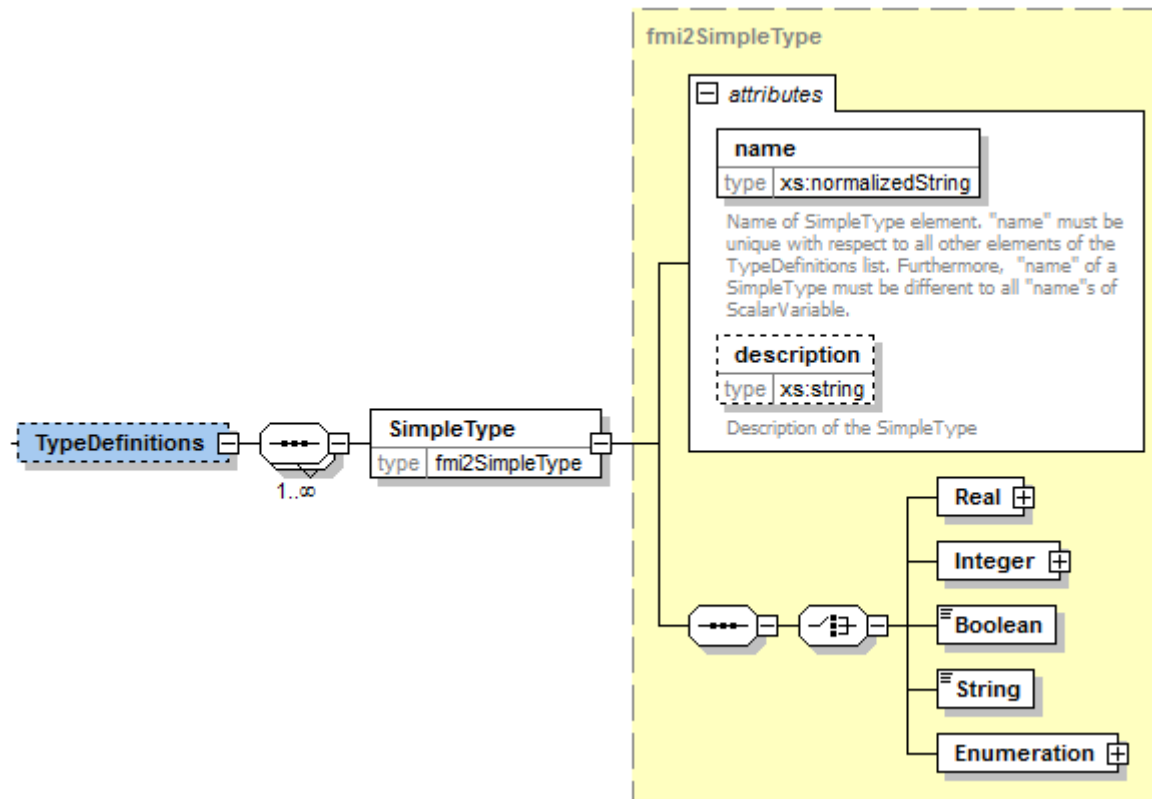 fmi2SimpleType
attributes
name
type xs:normalizedString
Name of SimpleType element. "name" must be
unique with respect to all other elements of the
TypeDefinitions list. Furthermore, "name" of a
SimpleType must be different to all "name"s of
ScalarVariable.
description
type xs:string
Description of the SimpleType
TypeDefinitions
1..∞
SimpleType
type fmi2SimpleType
Real
Integer
Boolean
String
Enumeration